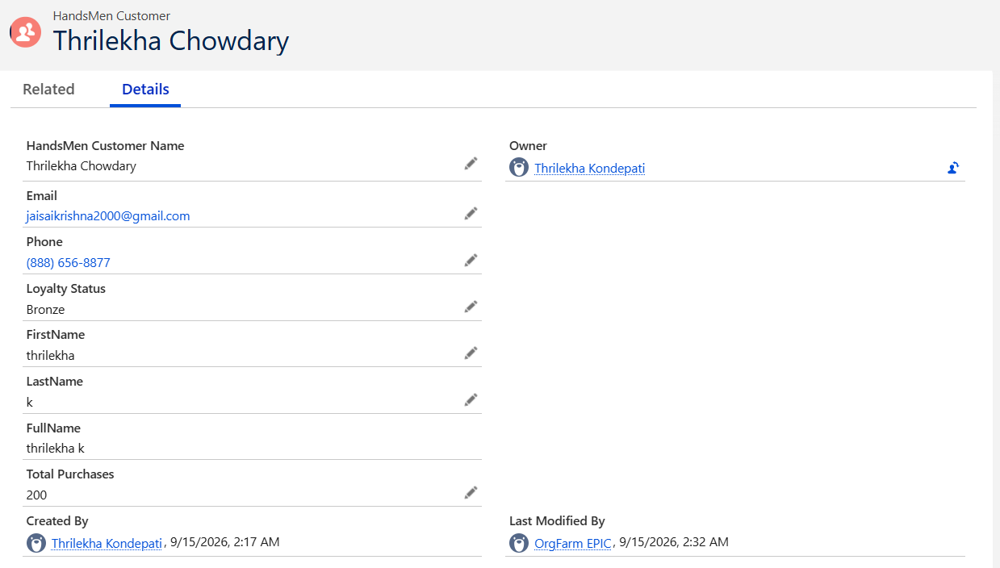 HandsMen Customer
Thrilekha Chowdary
Related
Details
HandsMen Customer Name
Thrilekha Chowdary
Owner
Thrilekha Kondepati
Email
jaisaikrishna2000@gmail.com
Phone
(888) 656-8877
Loyalty Status
Bronze
FirstName
thrilekha
LastName
k
FullName
thrilekha k
Total Purchases
200
Created By
Thrilekha Kondepati, 9/15/2026, 2:17 AM
Last Modified By
OrgFarm EPIC, 9/15/2026, 2:32 AM